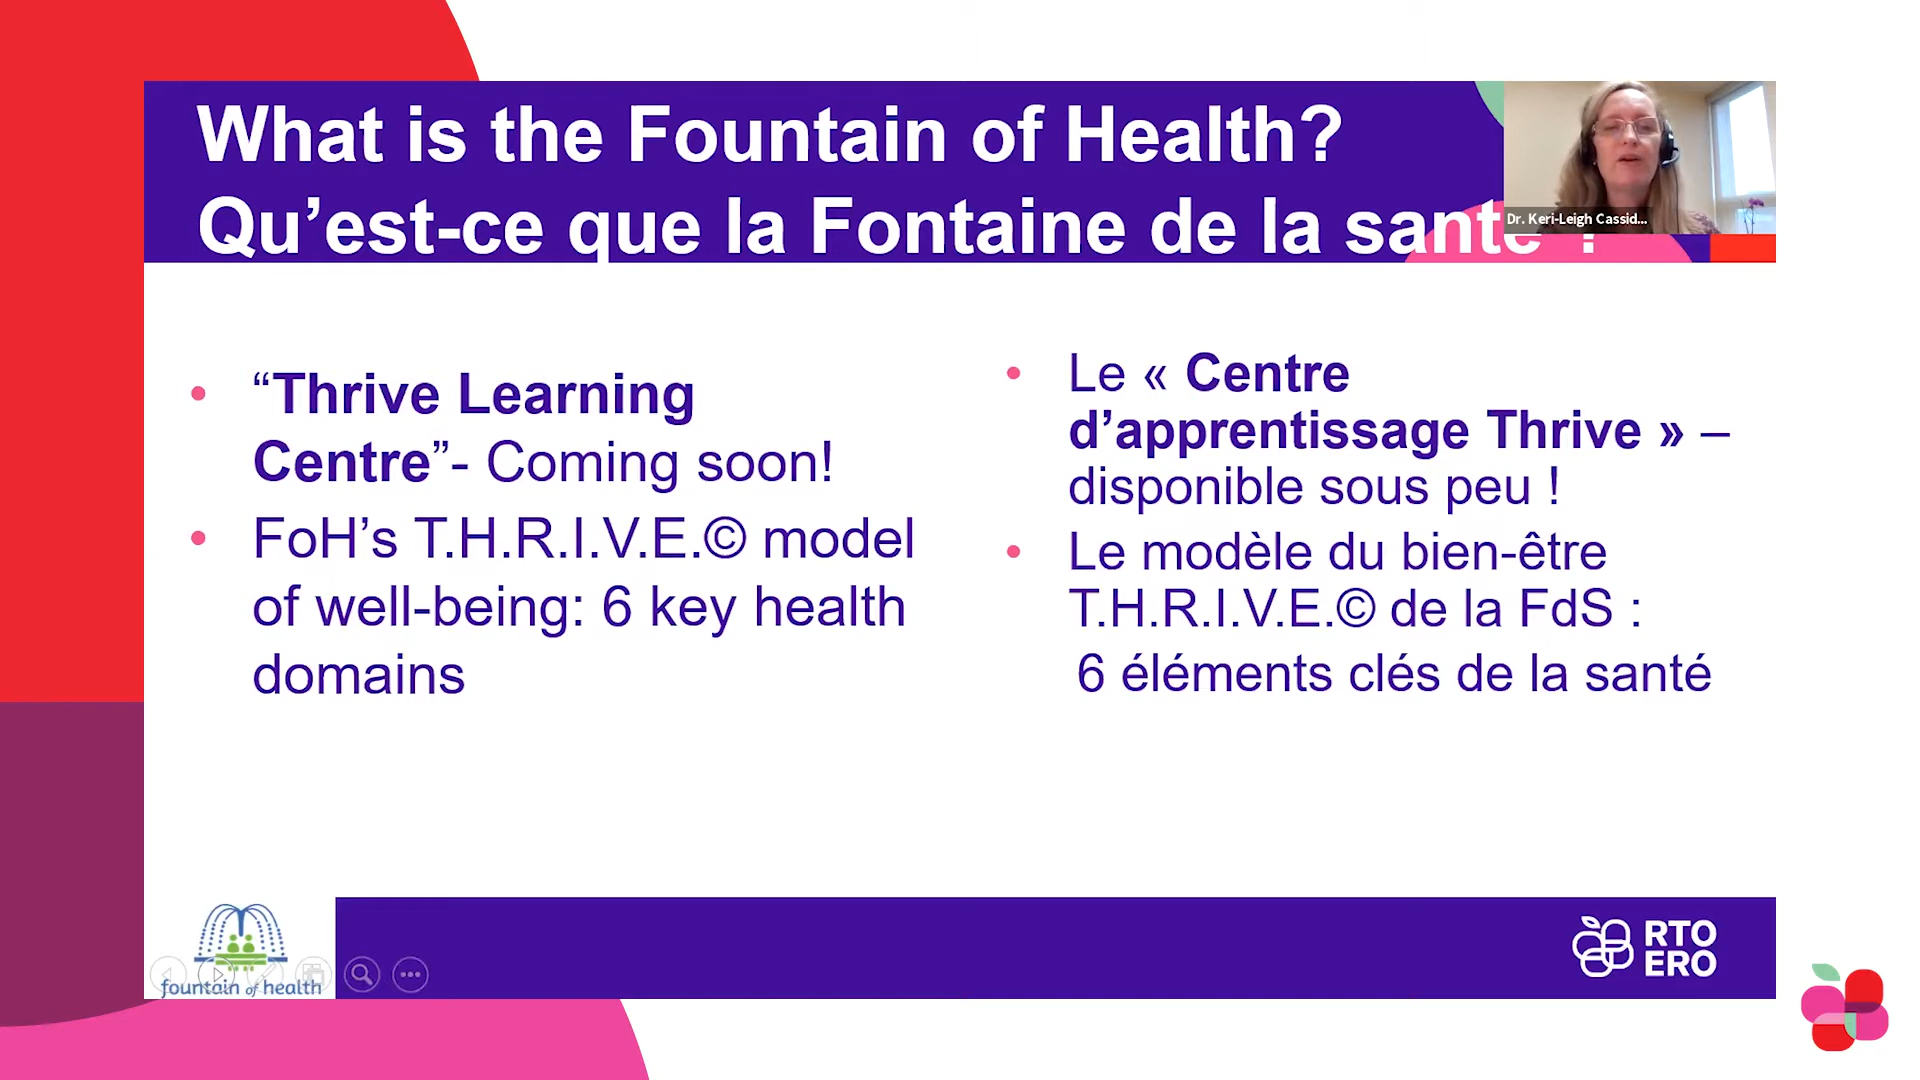 What is the Fountain of Health?
Qu’est-ce que la Fontaine de la santé ?
Dr. Keri-Leigh Cassid...
• “Thrive Learning
Centre”- Coming soon!
• FoH’s T.H.R.I.V.E.© model
of well-being: 6 key health
domains
• Le « Centre
d’apprentissage Thrive » –
disponible sous peu !
• Le modèle du bien-être
T.H.R.I.V.E.© de la FdS :
6 éléments clés de la santé
fountain of health
RTO
ERO